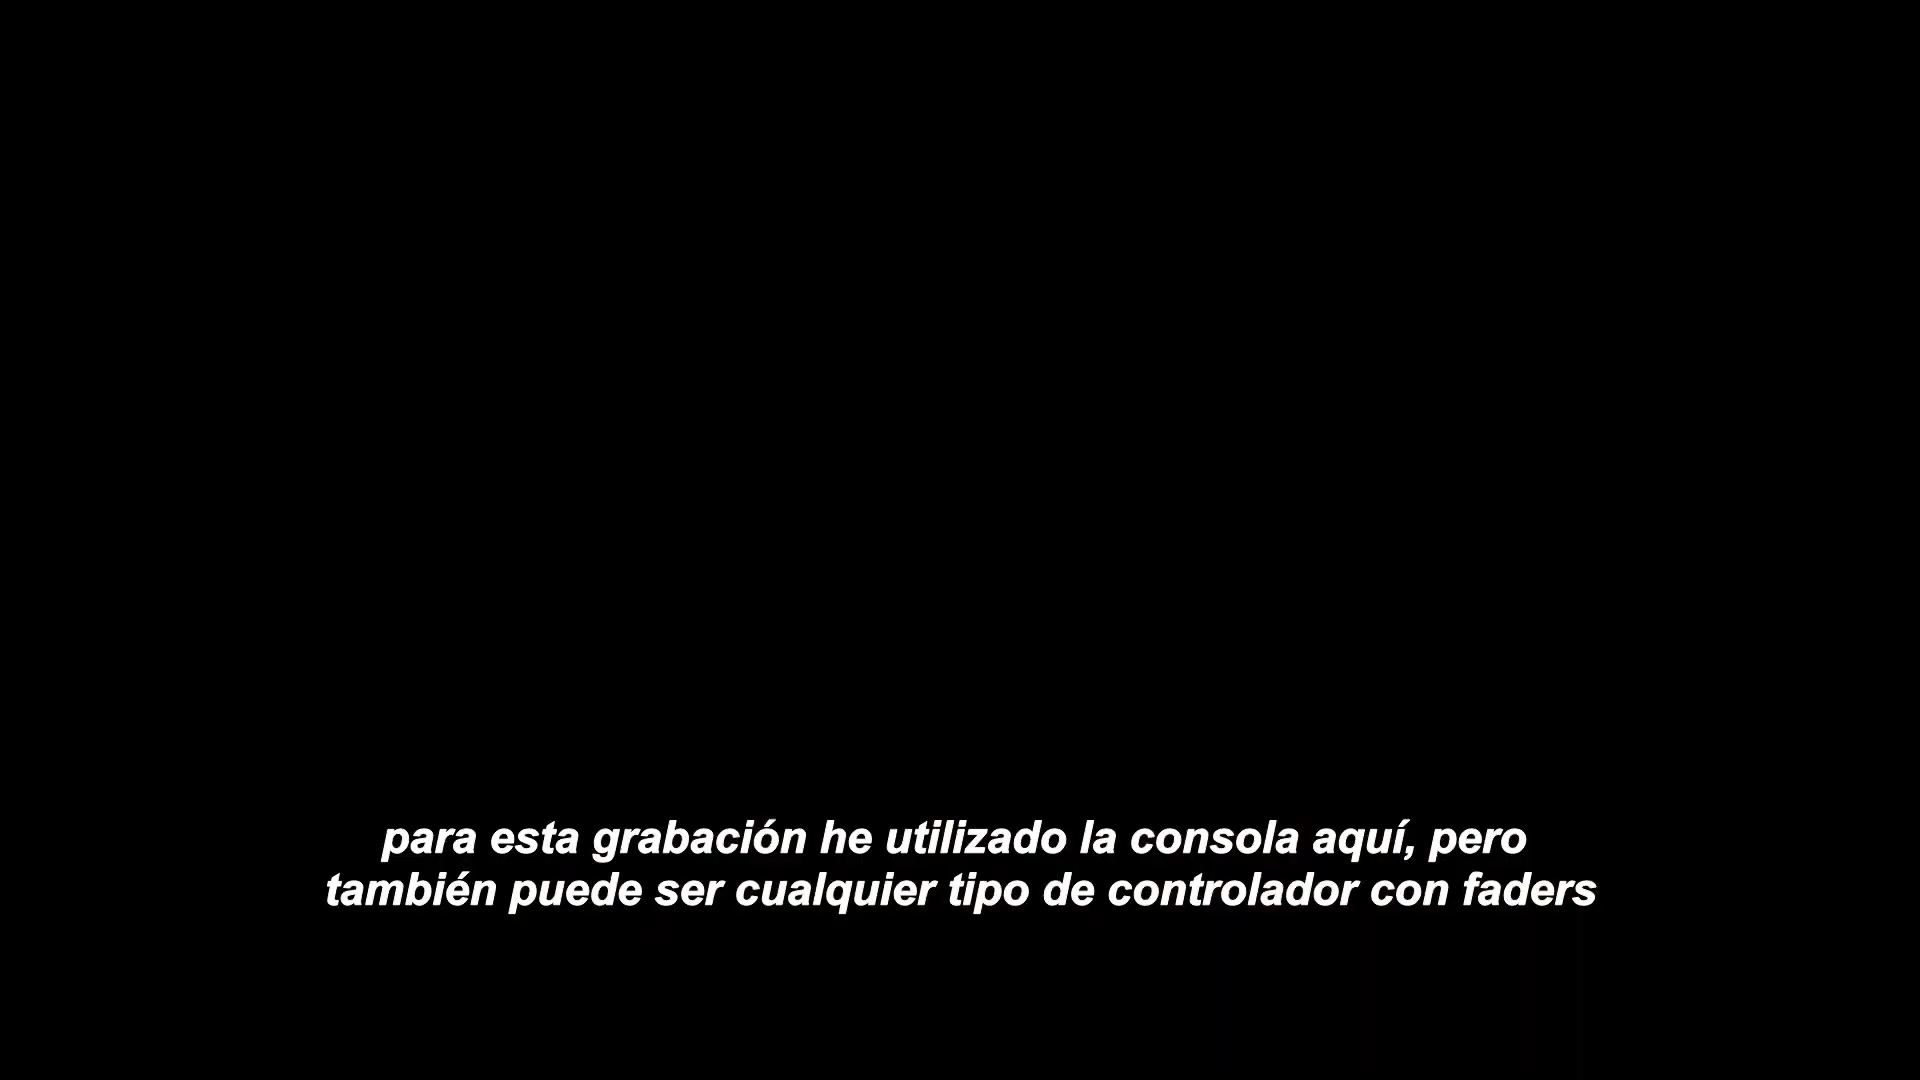 para esta grabación he utilizado la consola aquí, pero
también puede ser cualquier tipo de controlador con faders